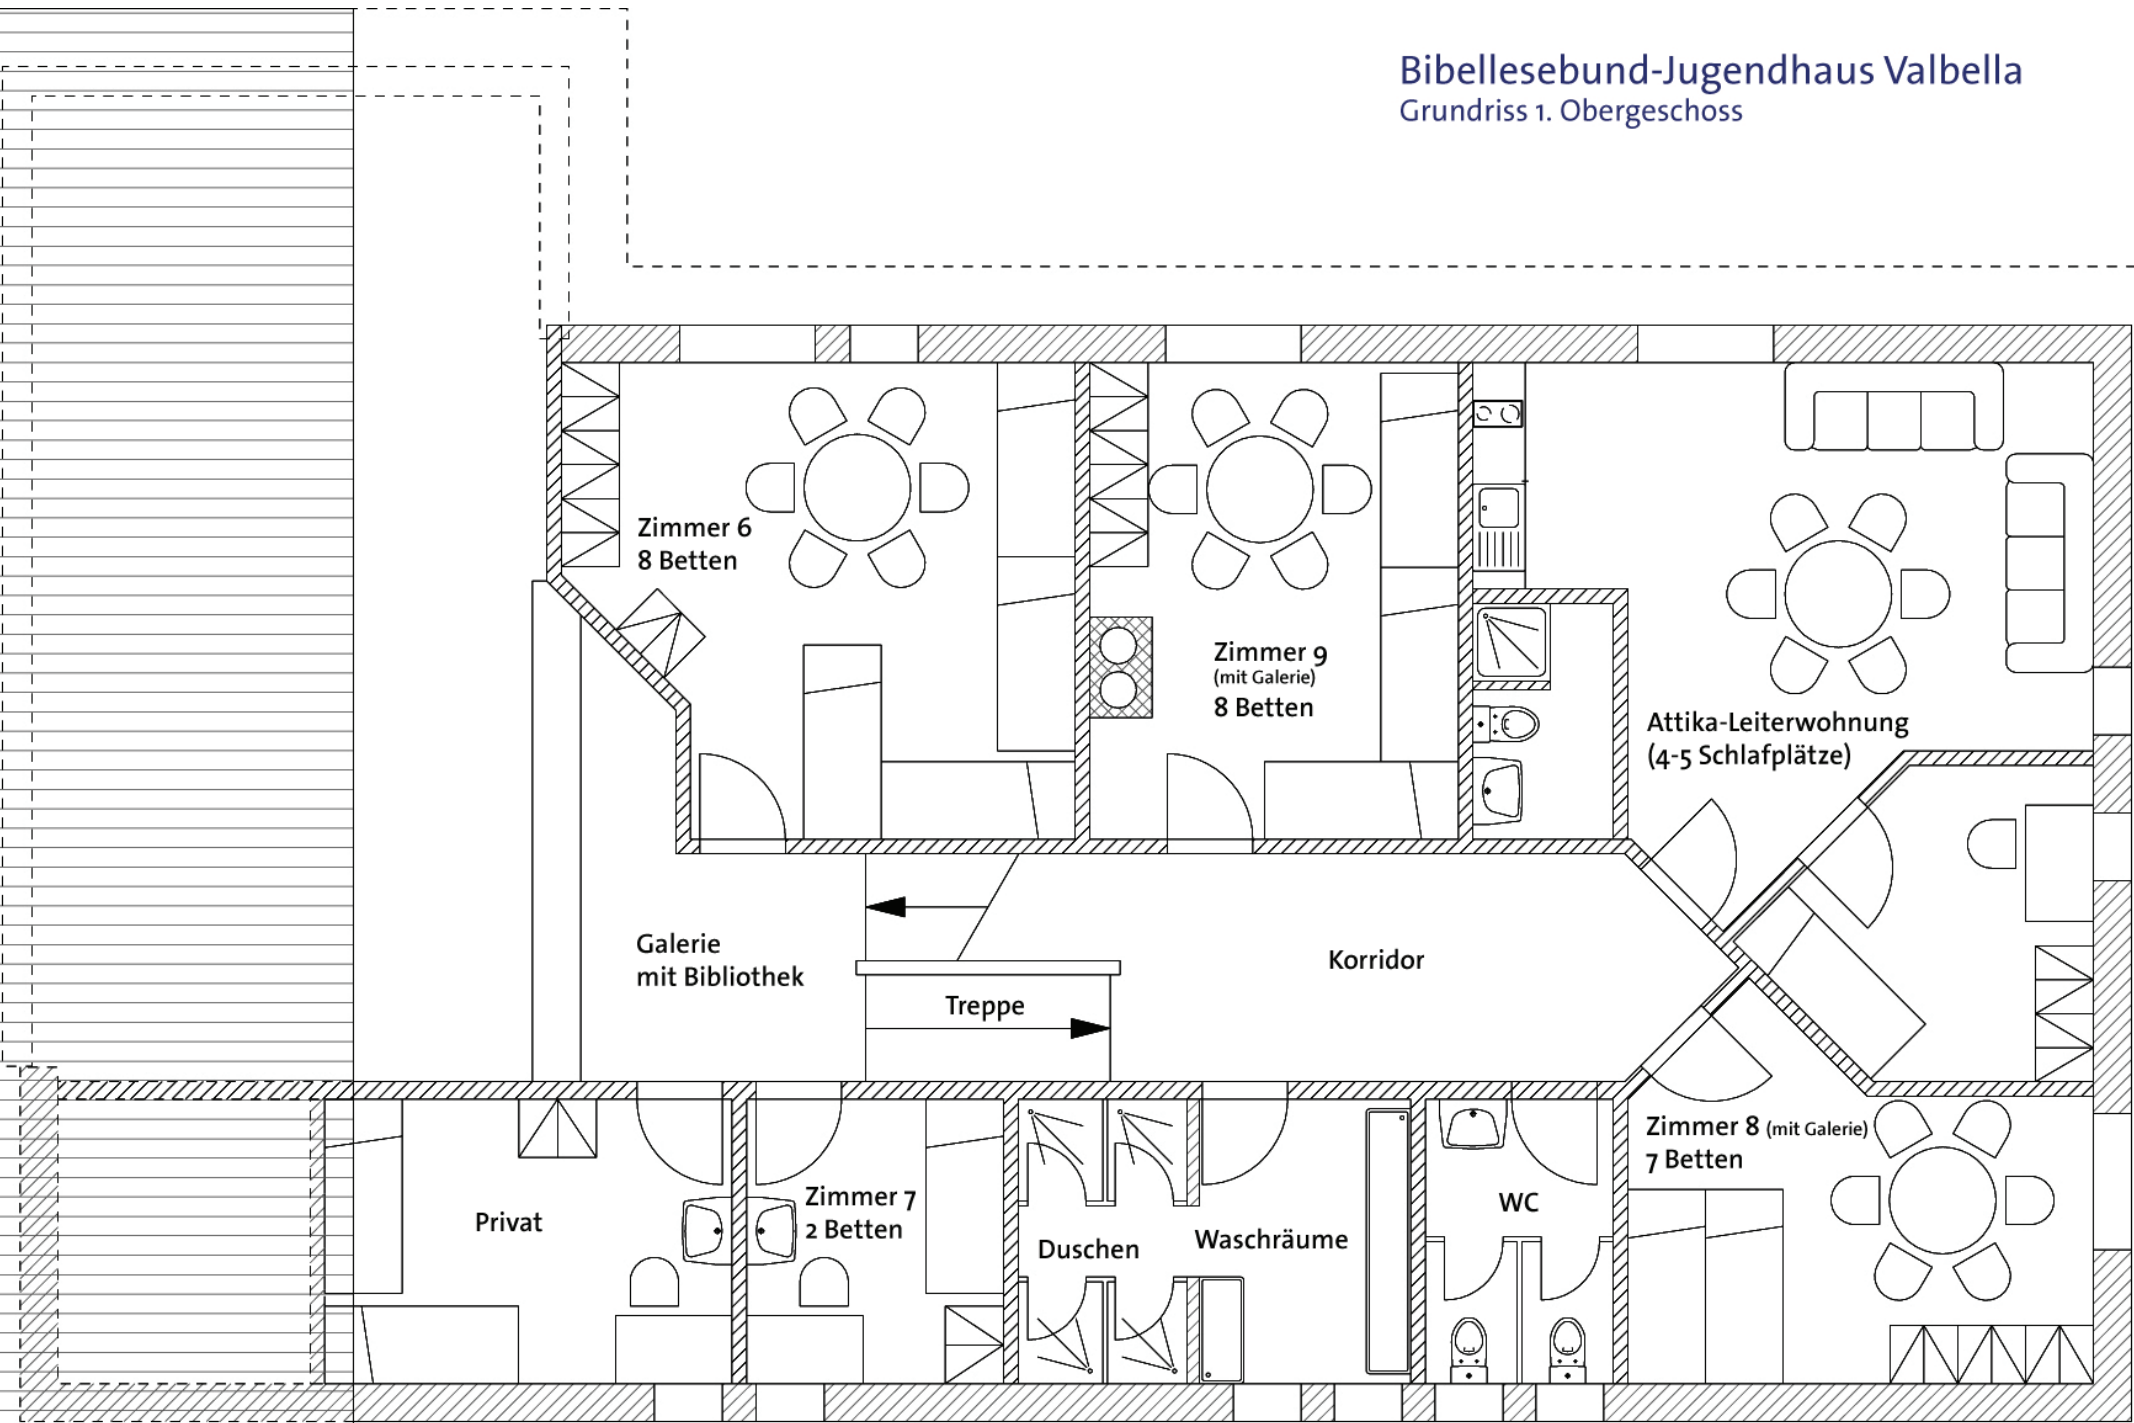 Bibellesebund-Jugendhaus Valbella
Grundriss 1. Obergeschoss
Zimmer 6
8 Betten
Zimmer 9
(mit Galerie)
8 Betten
Attika-Leiterwohnung
(4-5 Schlafplätze)
Galerie
mit Bibliothek
Treppe
Korridor
Privat
Zimmer 7
2 Betten
Duschen
Waschräume
WC
Zimmer 8 (mit Galerie)
7 Betten